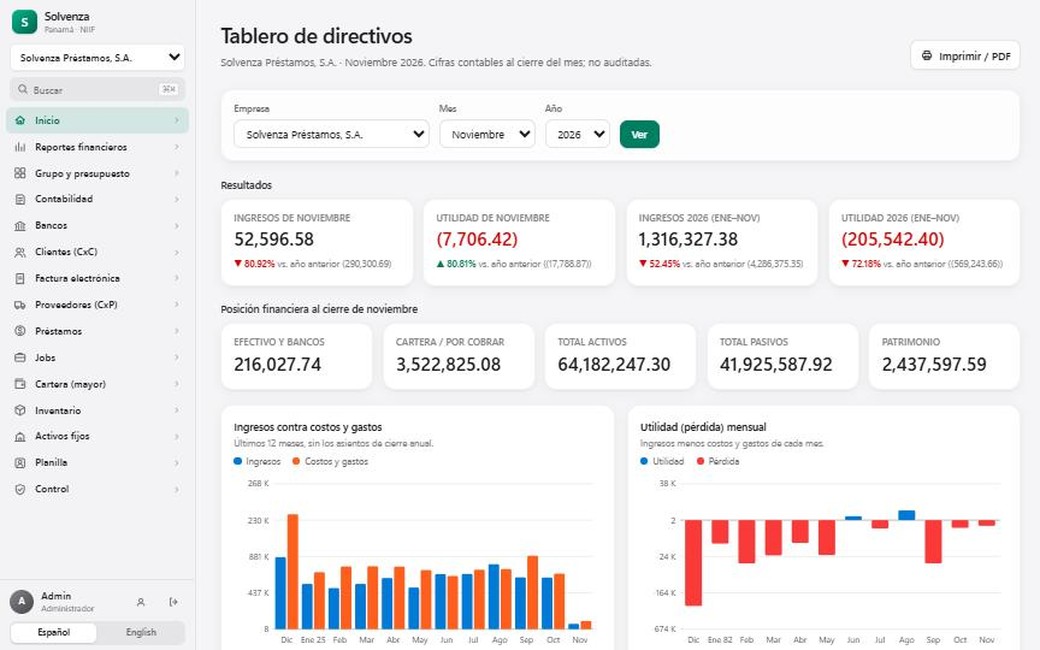 S
Solvenza
Panamá · NIIF
Solvenza Préstamos, S.A.
Buscar
⌘K
Inicio
Reportes financieros
Grupo y presupuesto
Contabilidad
Bancos
Clientes (CxC)
Factura electrónica
Proveedores (CxP)
Préstamos
Jobs
Cartera (mayor)
Inventario
Activos fijos
Planilla
Control
A
Admin
Administrador
Español English
Tablero de directivos
Solvenza Préstamos, S.A. · Noviembre 2026. Cifras contables al cierre del mes; no auditadas.
Imprimir / PDF
Empresa Mes Año
Solvenza Préstamos, S.A. Noviembre 2026 Ver
Resultados
INGRESOS DE NOVIEMBRE
52,596.58
▼ 80.92% vs. año anterior (290,300.69)
UTILIDAD DE NOVIEMBRE
(7,706.42)
▲ 80.81% vs. año anterior ((17,788.87))
INGRESOS 2026 (ENE–NOV)
1,316,327.38
▼ 52.45% vs. año anterior (4,286,375.35)
UTILIDAD 2026 (ENE–NOV)
(205,542.40)
▼ 72.18% vs. año anterior ((569,243.66))
Posición financiera al cierre de noviembre
EFECTIVO Y BANCOS
216,027.74
CARTERA / POR COBRAR
3,522,825.08
TOTAL ACTIVOS
64,182,247.30
TOTAL PASIVOS
41,925,587.92
PATRIMONIO
2,437,597.59
Ingresos contra costos y gastos
Últimos 12 meses, sin los asientos de cierre anual.
Ingresos Costos y gastos
268 K
230 K
881 K
437 K
8
Dic Ene 25 Feb Mar Abr May Jun Jul Ago Sep Oct Nov
Utilidad (pérdida) mensual
Ingresos menos costos y gastos de cada mes.
Utilidad Pérdida
38 K
2
24 K
164 K
674 K
Dic Ene 82 Feb Mar Abr May Jun Jul Ago Sep Oct Nov